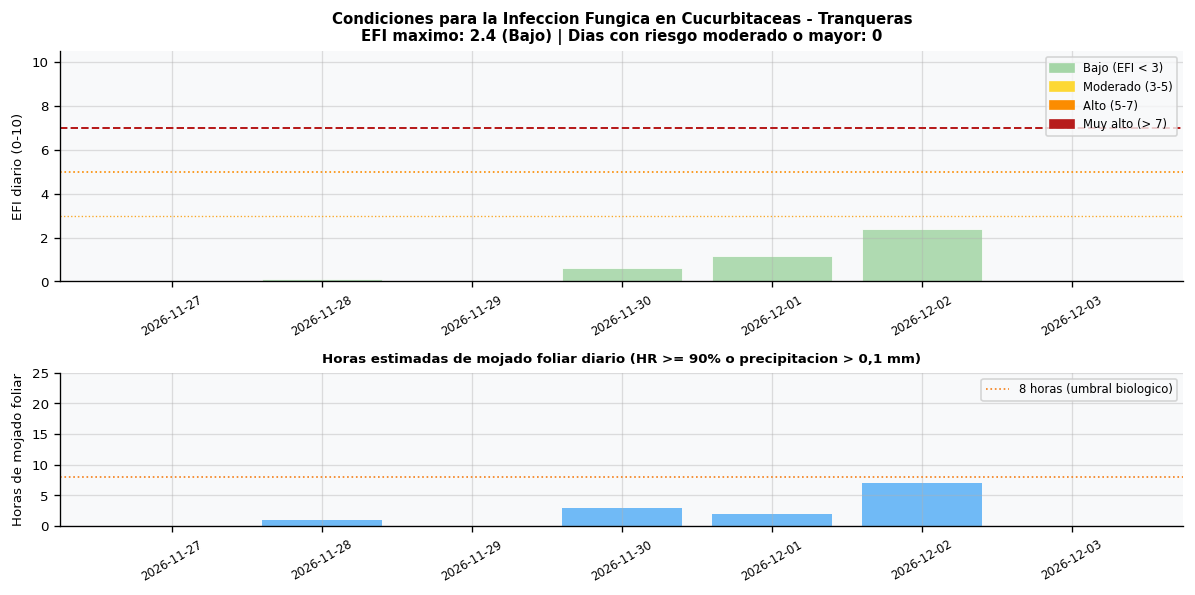 Condiciones para la Infeccion Fungica en Cucurbitaceas - Tranqueras
EFI maximo: 2.4 (Bajo) | Dias con riesgo moderado o mayor: 0
EFI diario (0-10)
10
8
6
4
2
0
Bajo (EFI < 3)
Moderado (3-5)
Alto (5-7)
Muy alto (> 7)
2026-11-27
2026-11-28
2026-11-29
2026-11-30
2026-12-01
2026-12-02
2026-12-03
Horas estimadas de mojado foliar diario (HR >= 90% o precipitacion > 0,1 mm)
Horas de mojado foliar
25
20
15
10
5
0
8 horas (umbral biologico)
2026-11-27
2026-11-28
2026-11-29
2026-11-30
2026-12-01
2026-12-02
2026-12-03